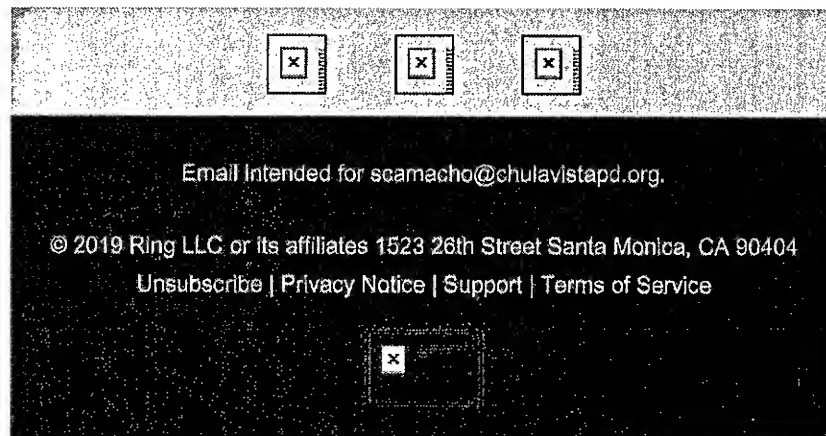 Email Intended for scamacho@chulavistapd.org.
© 2019 Ring LLC or its affiliates 1523 26th Street Santa Monica, CA 90404
Unsubscribe | Privacy Notice | Support | Terms of Service